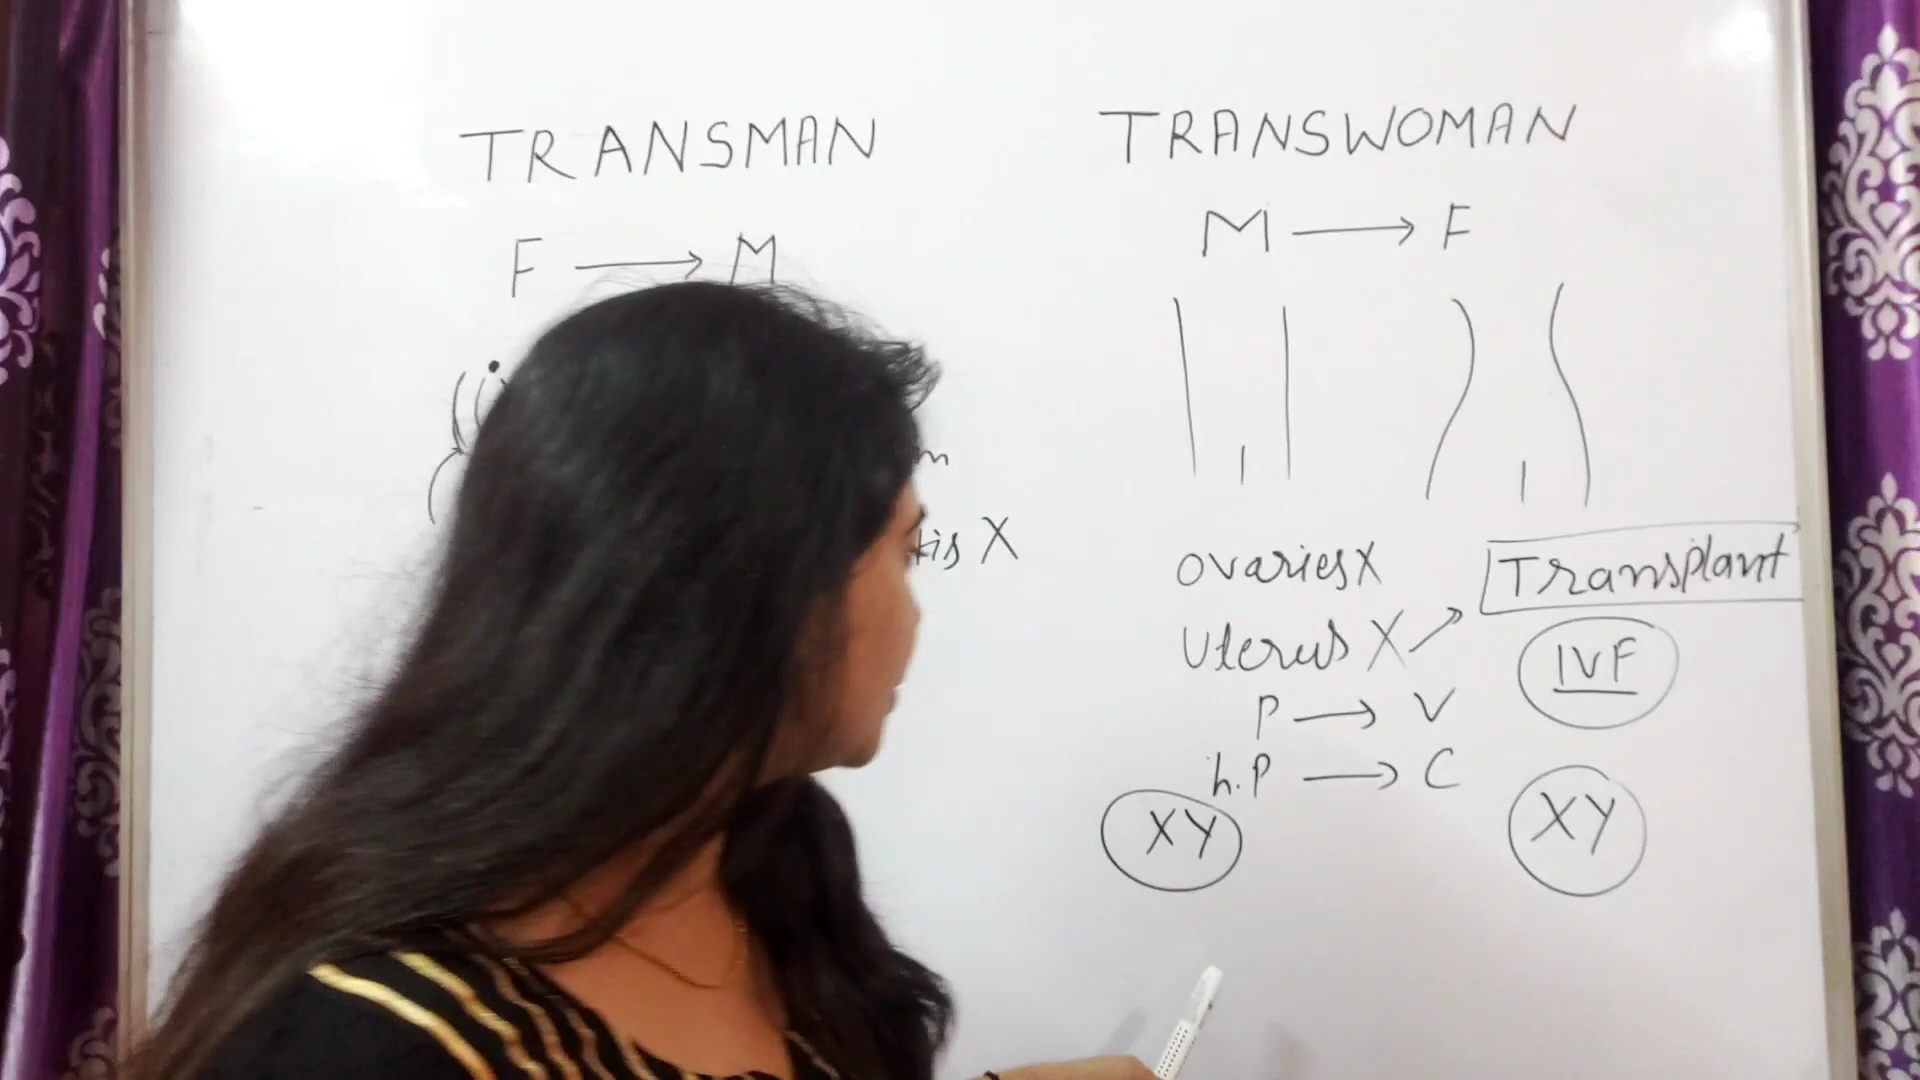 TRANSMAN
F → M
X
TRANSWOMAN
M → F
ovaries X
Uterus X → Transplant
IVF
P → V
h.P → C
XY XY